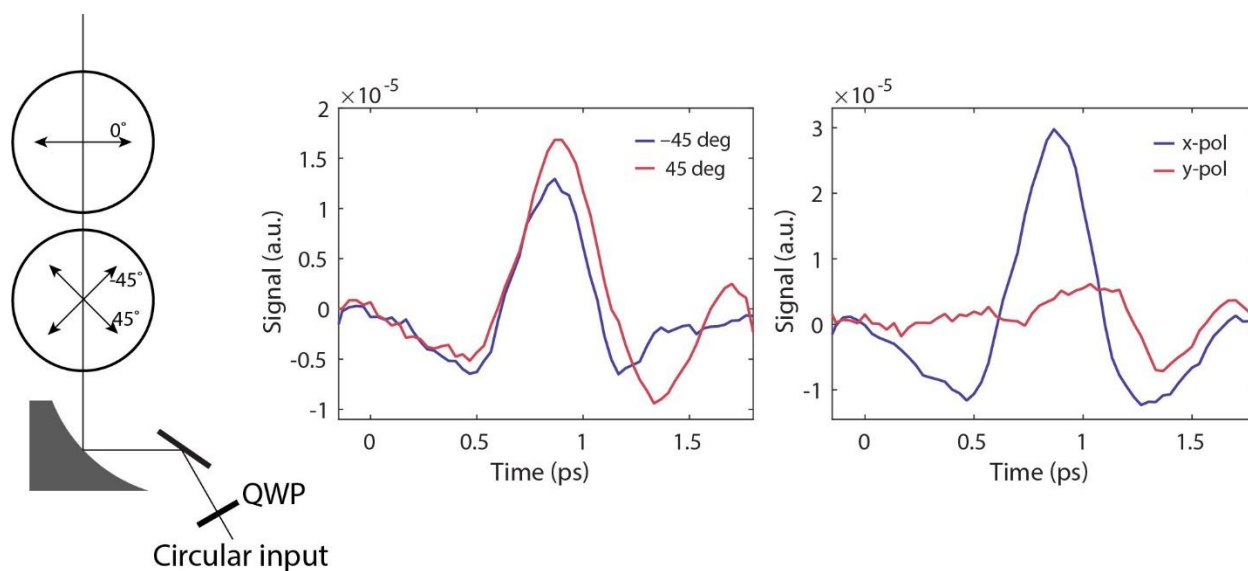 0°
-45°
45°
QWP
Circular input
×10⁻⁵
2
1.5
1
0.5
0
-0.5
-1
0 0.5 1 1.5
Signal (a.u.)
Time (ps)
–45 deg
45 deg
×10⁻⁵
3
2
1
0
-1
0 0.5 1 1.5
Signal (a.u.)
Time (ps)
x-pol
y-pol